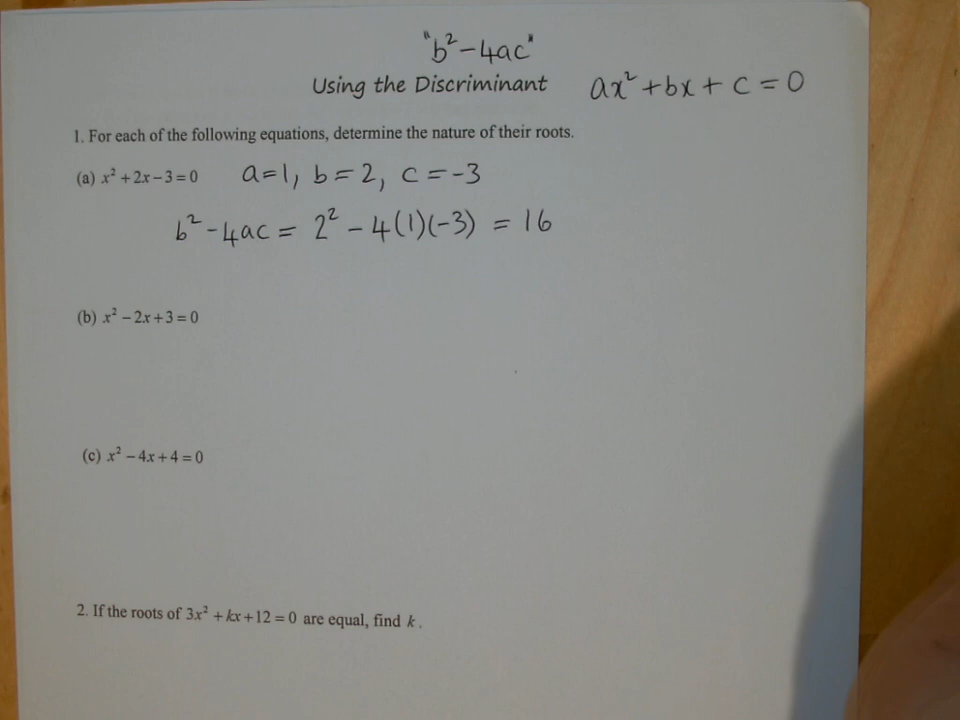 "b² - 4ac"
Using the Discriminant ax² + bx + c = 0
1. For each of the following equations, determine the nature of their roots.
(a) x² + 2x - 3 = 0 a = 1, b = 2, c = -3
b² - 4ac = 2² - 4(1)(-3) = 16
(b) x² - 2x + 3 = 0
(c) x² - 4x + 4 = 0
2. If the roots of 3x² + kx + 12 = 0 are equal, find k.